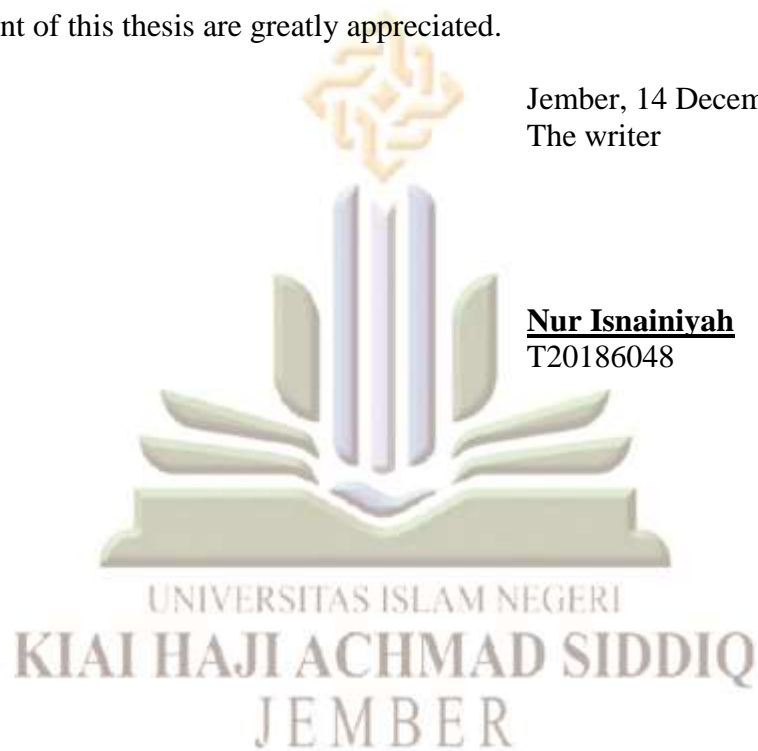 nt of this thesis are greatly appreciated.
Jember, 14 Decem
The writer
Nur Isnainiyah
T20186048
UNIVERSITAS ISLAM NEGERI
KIAI HAJI ACHMAD SIDDIQ
JEMBER